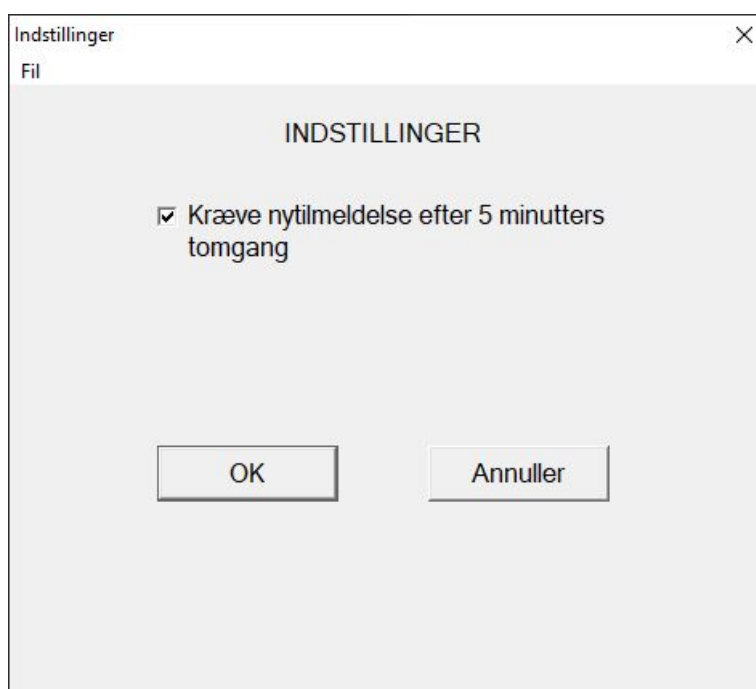 Indstillinger
Fil
INDSTILLINGER
Kræve nytilmeldelse efter 5 minutters
tomgang
OK
Annuller